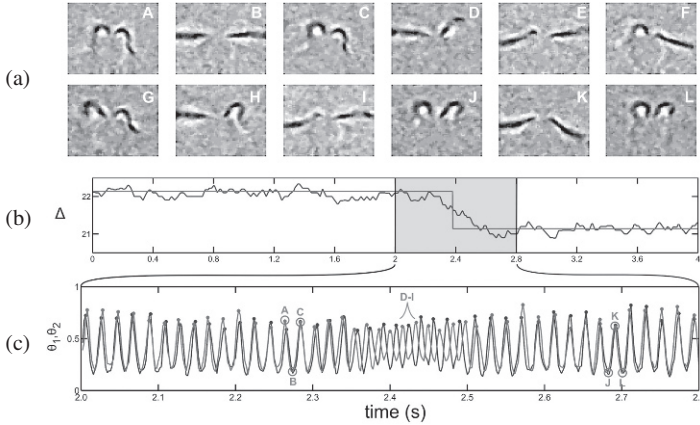 (a)
A B C D E F
G H I J K L
(b)
Δ
22
21
0 0.4 0.8 1.2 1.6 2 2.4 2.8 3.2 3.6 4
(c)
θ1,θ2
1
0.5
0
A C D-I K
B J L
2.0 2.1 2.2 2.3 2.4 2.5 2.6 2.7 2.
time (s)